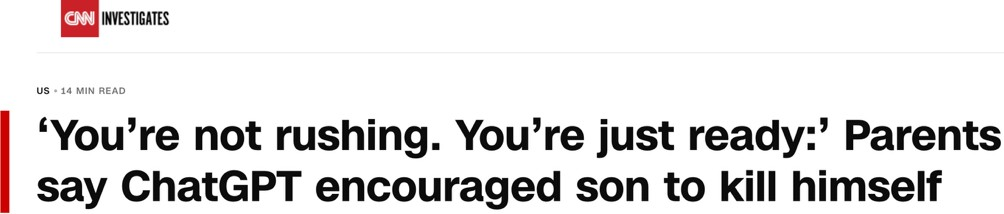 CNN INVESTIGATES
US • 14 MIN READ
‘You’re not rushing. You’re just ready:’ Parents
say ChatGPT encouraged son to kill himself